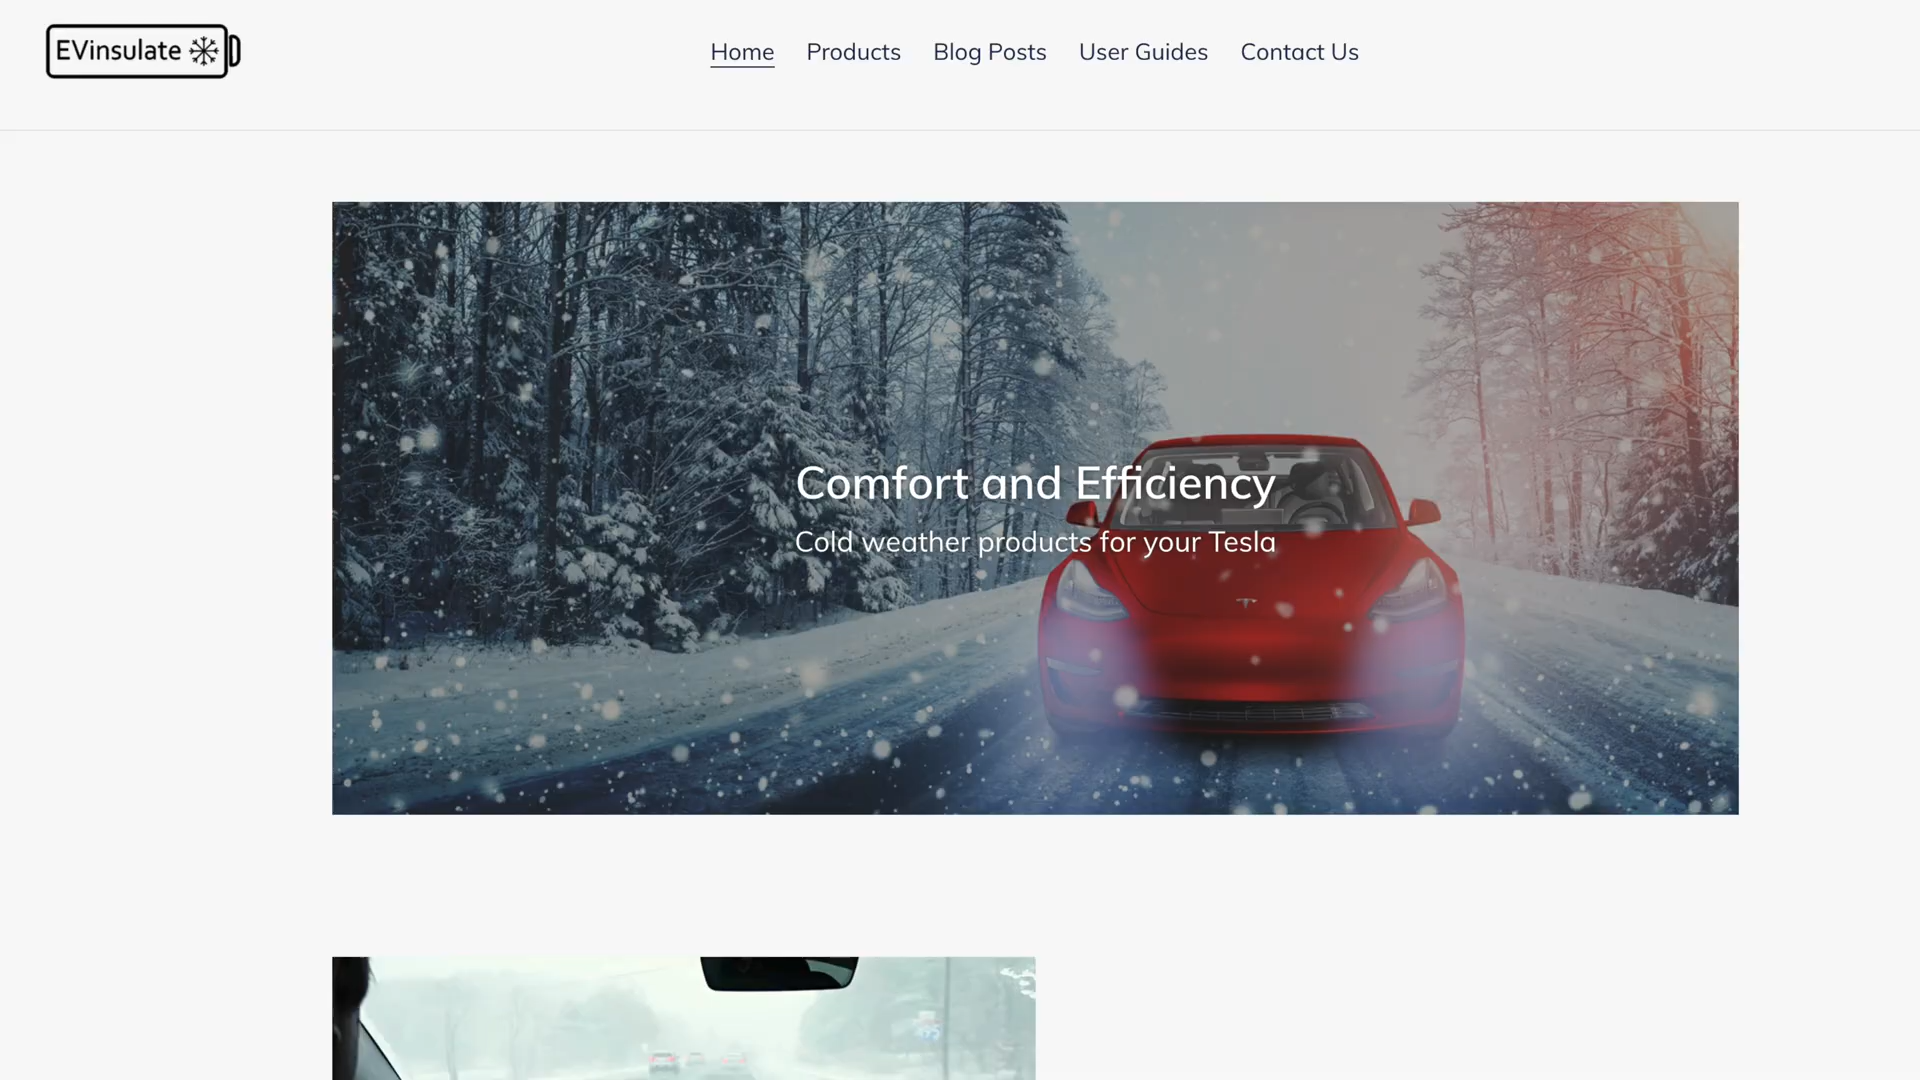 EVinsulate
Home
Products
Blog Posts
User Guides
Contact Us
Comfort and Efficiency
Cold weather products for your Tesla